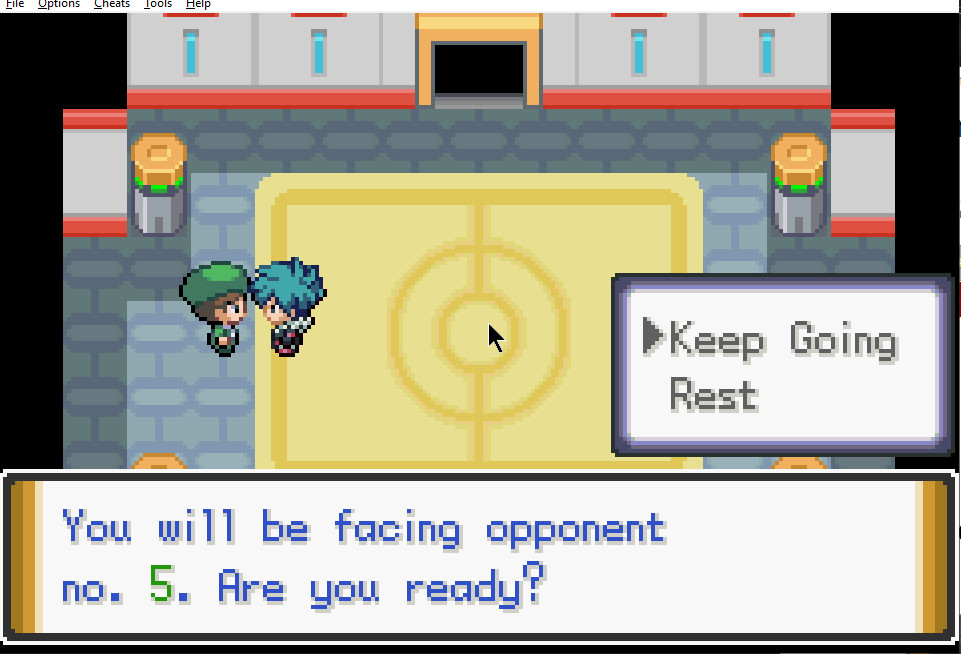 File Options Cheats Tools Help
Keep Going
Rest
You will be facing opponent
no. 5. Are you ready?